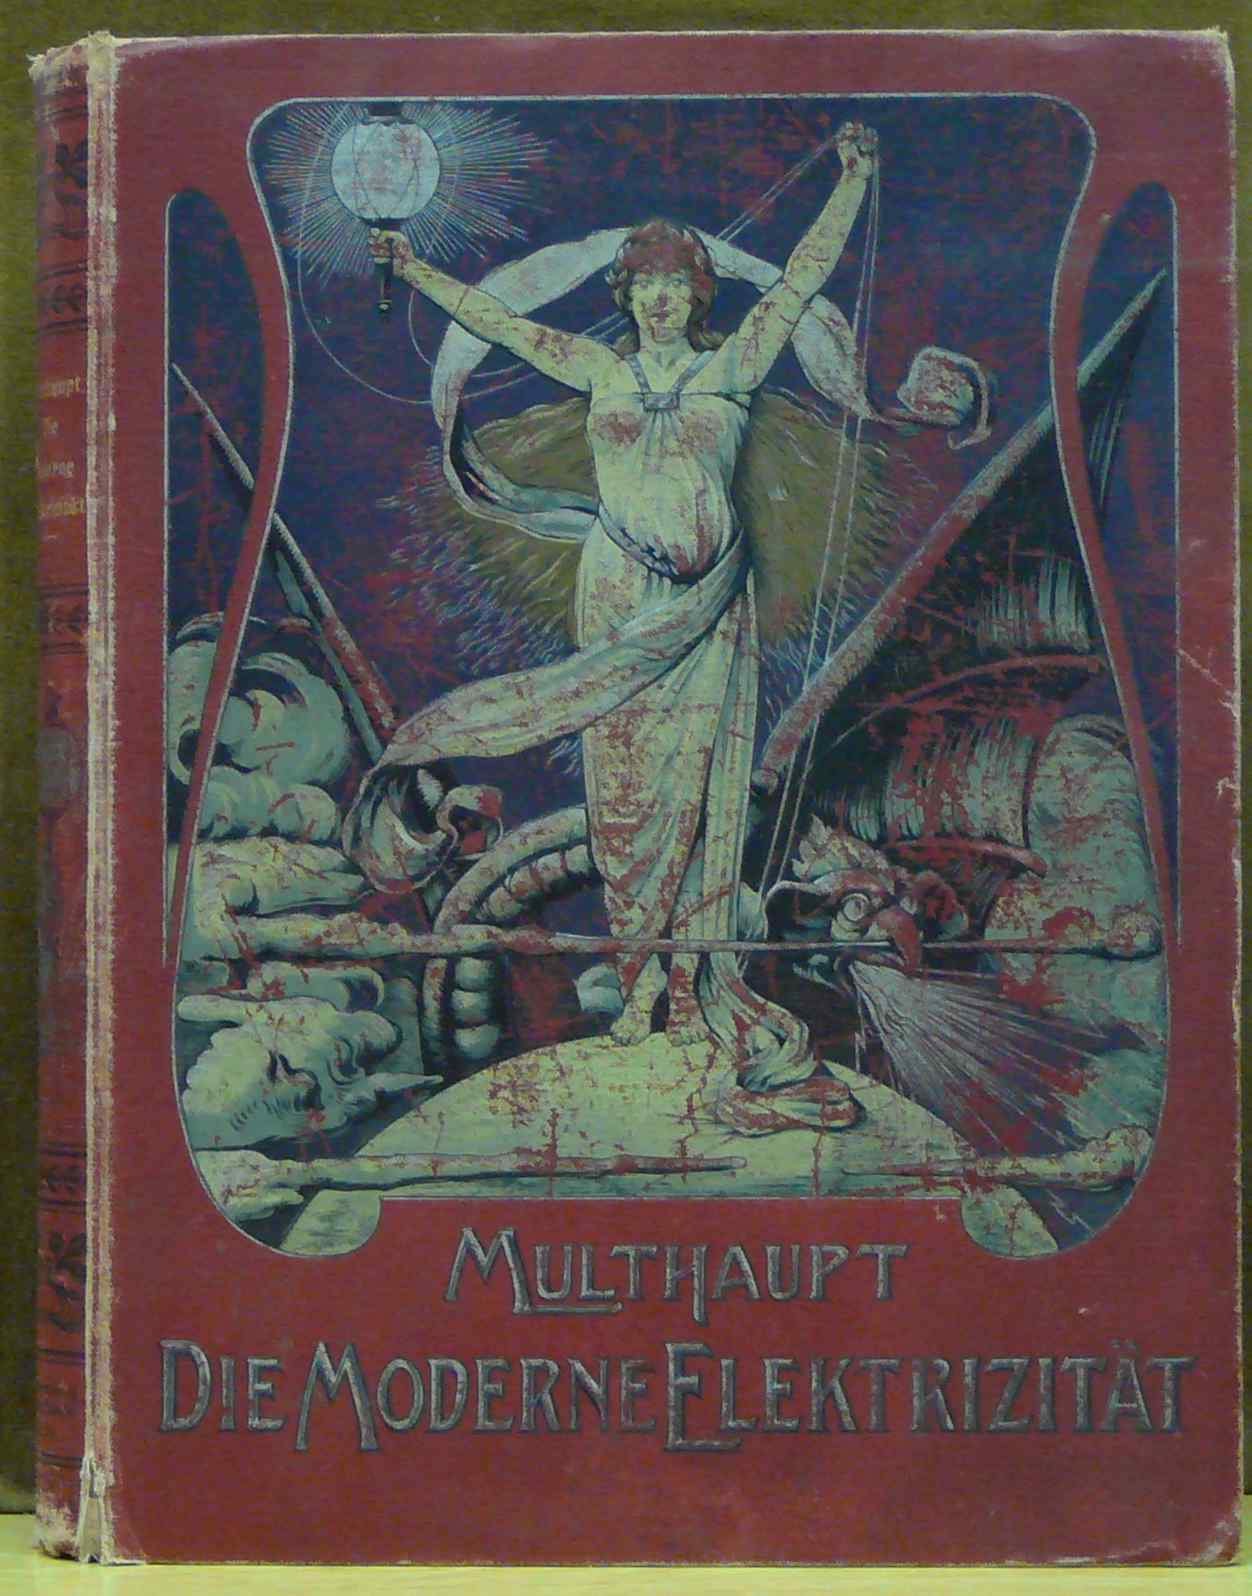 MULTHAUPT
DIE MODERNE ELEKTRIZITÄT